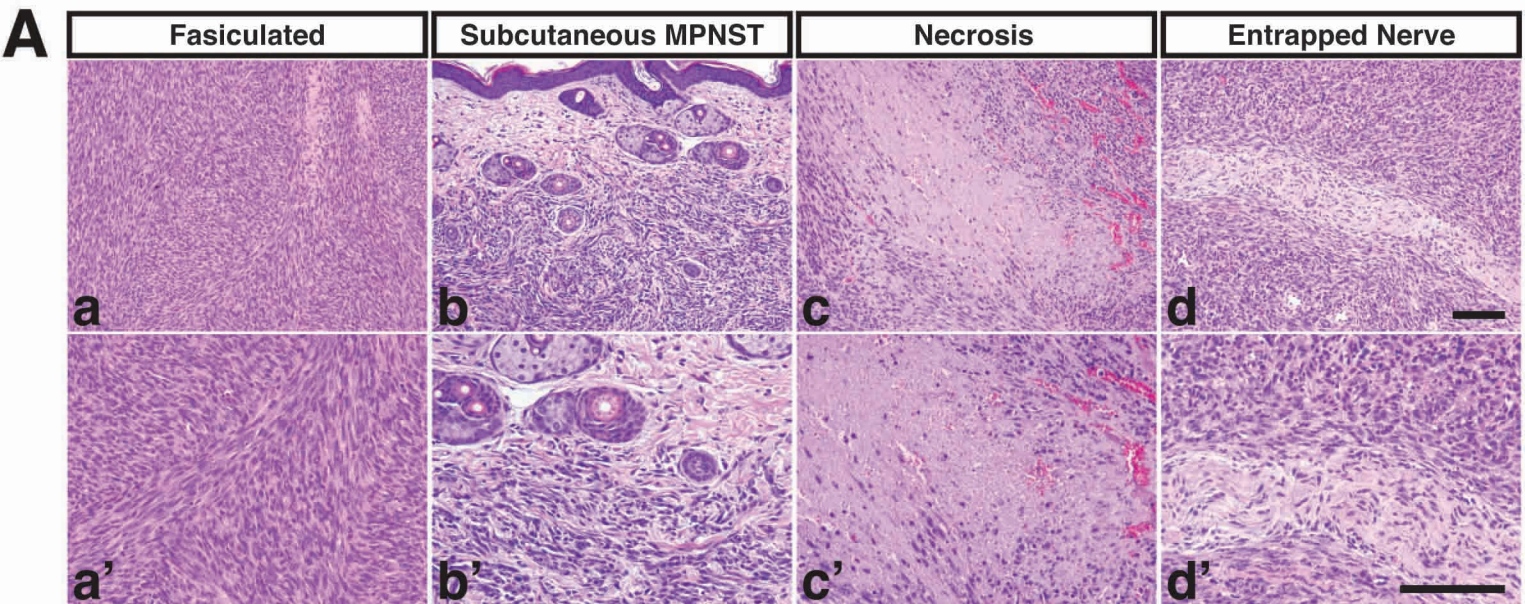 A
Fasiculated Subcutaneous MPNST Necrosis Entrapped Nerve
a b c d
a' b' c' d'